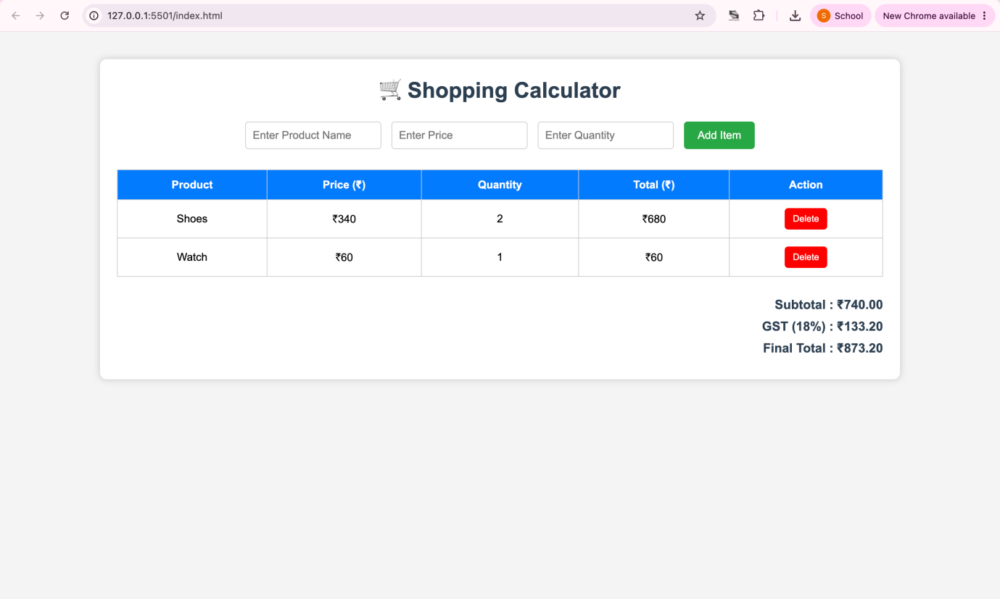 127.0.0.1:5501/index.html
S School New Chrome available
Shopping Calculator
Enter Product Name Enter Price Enter Quantity Add Item
Product Price (₹) Quantity Total (₹) Action
Shoes ₹340 2 ₹680 Delete
Watch ₹60 1 ₹60 Delete
Subtotal : ₹740.00
GST (18%) : ₹133.20
Final Total : ₹873.20